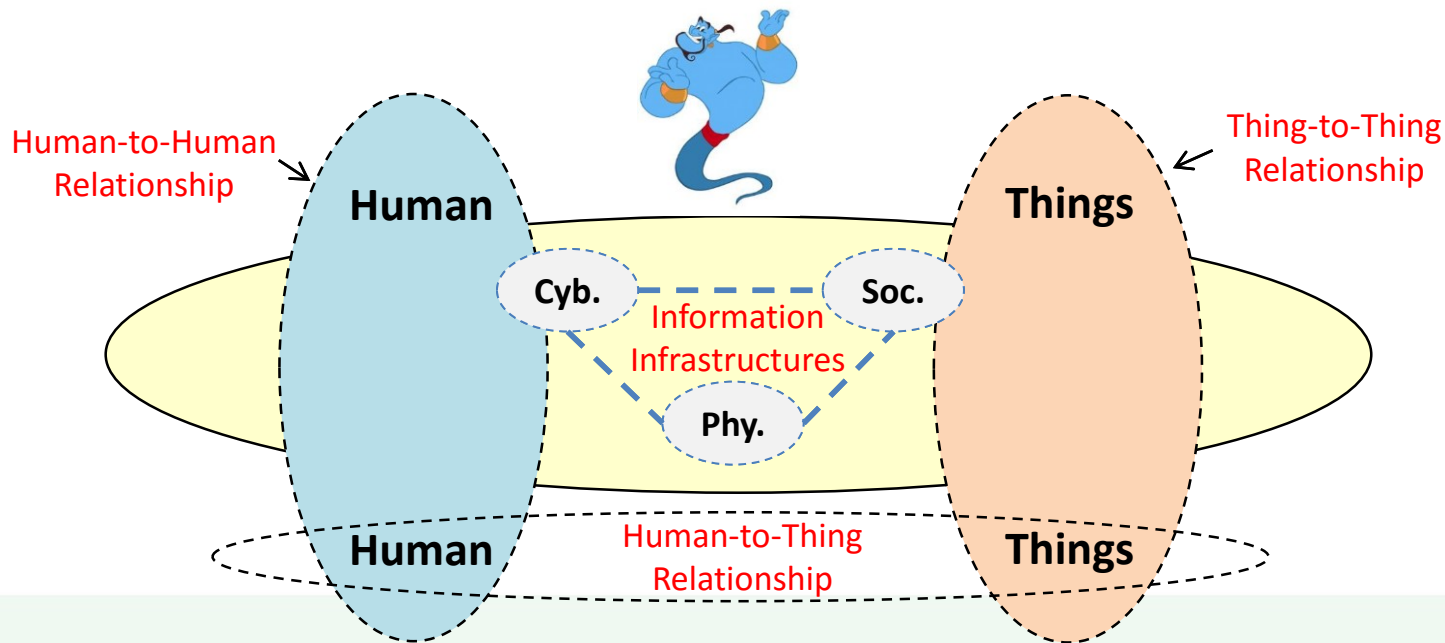 Human-to-Human
Relationship
Thing-to-Thing
Relationship
Human
Things
Cyb.
Soc.
Information
Infrastructures
Phy.
Human
Human-to-Thing
Relationship
Things